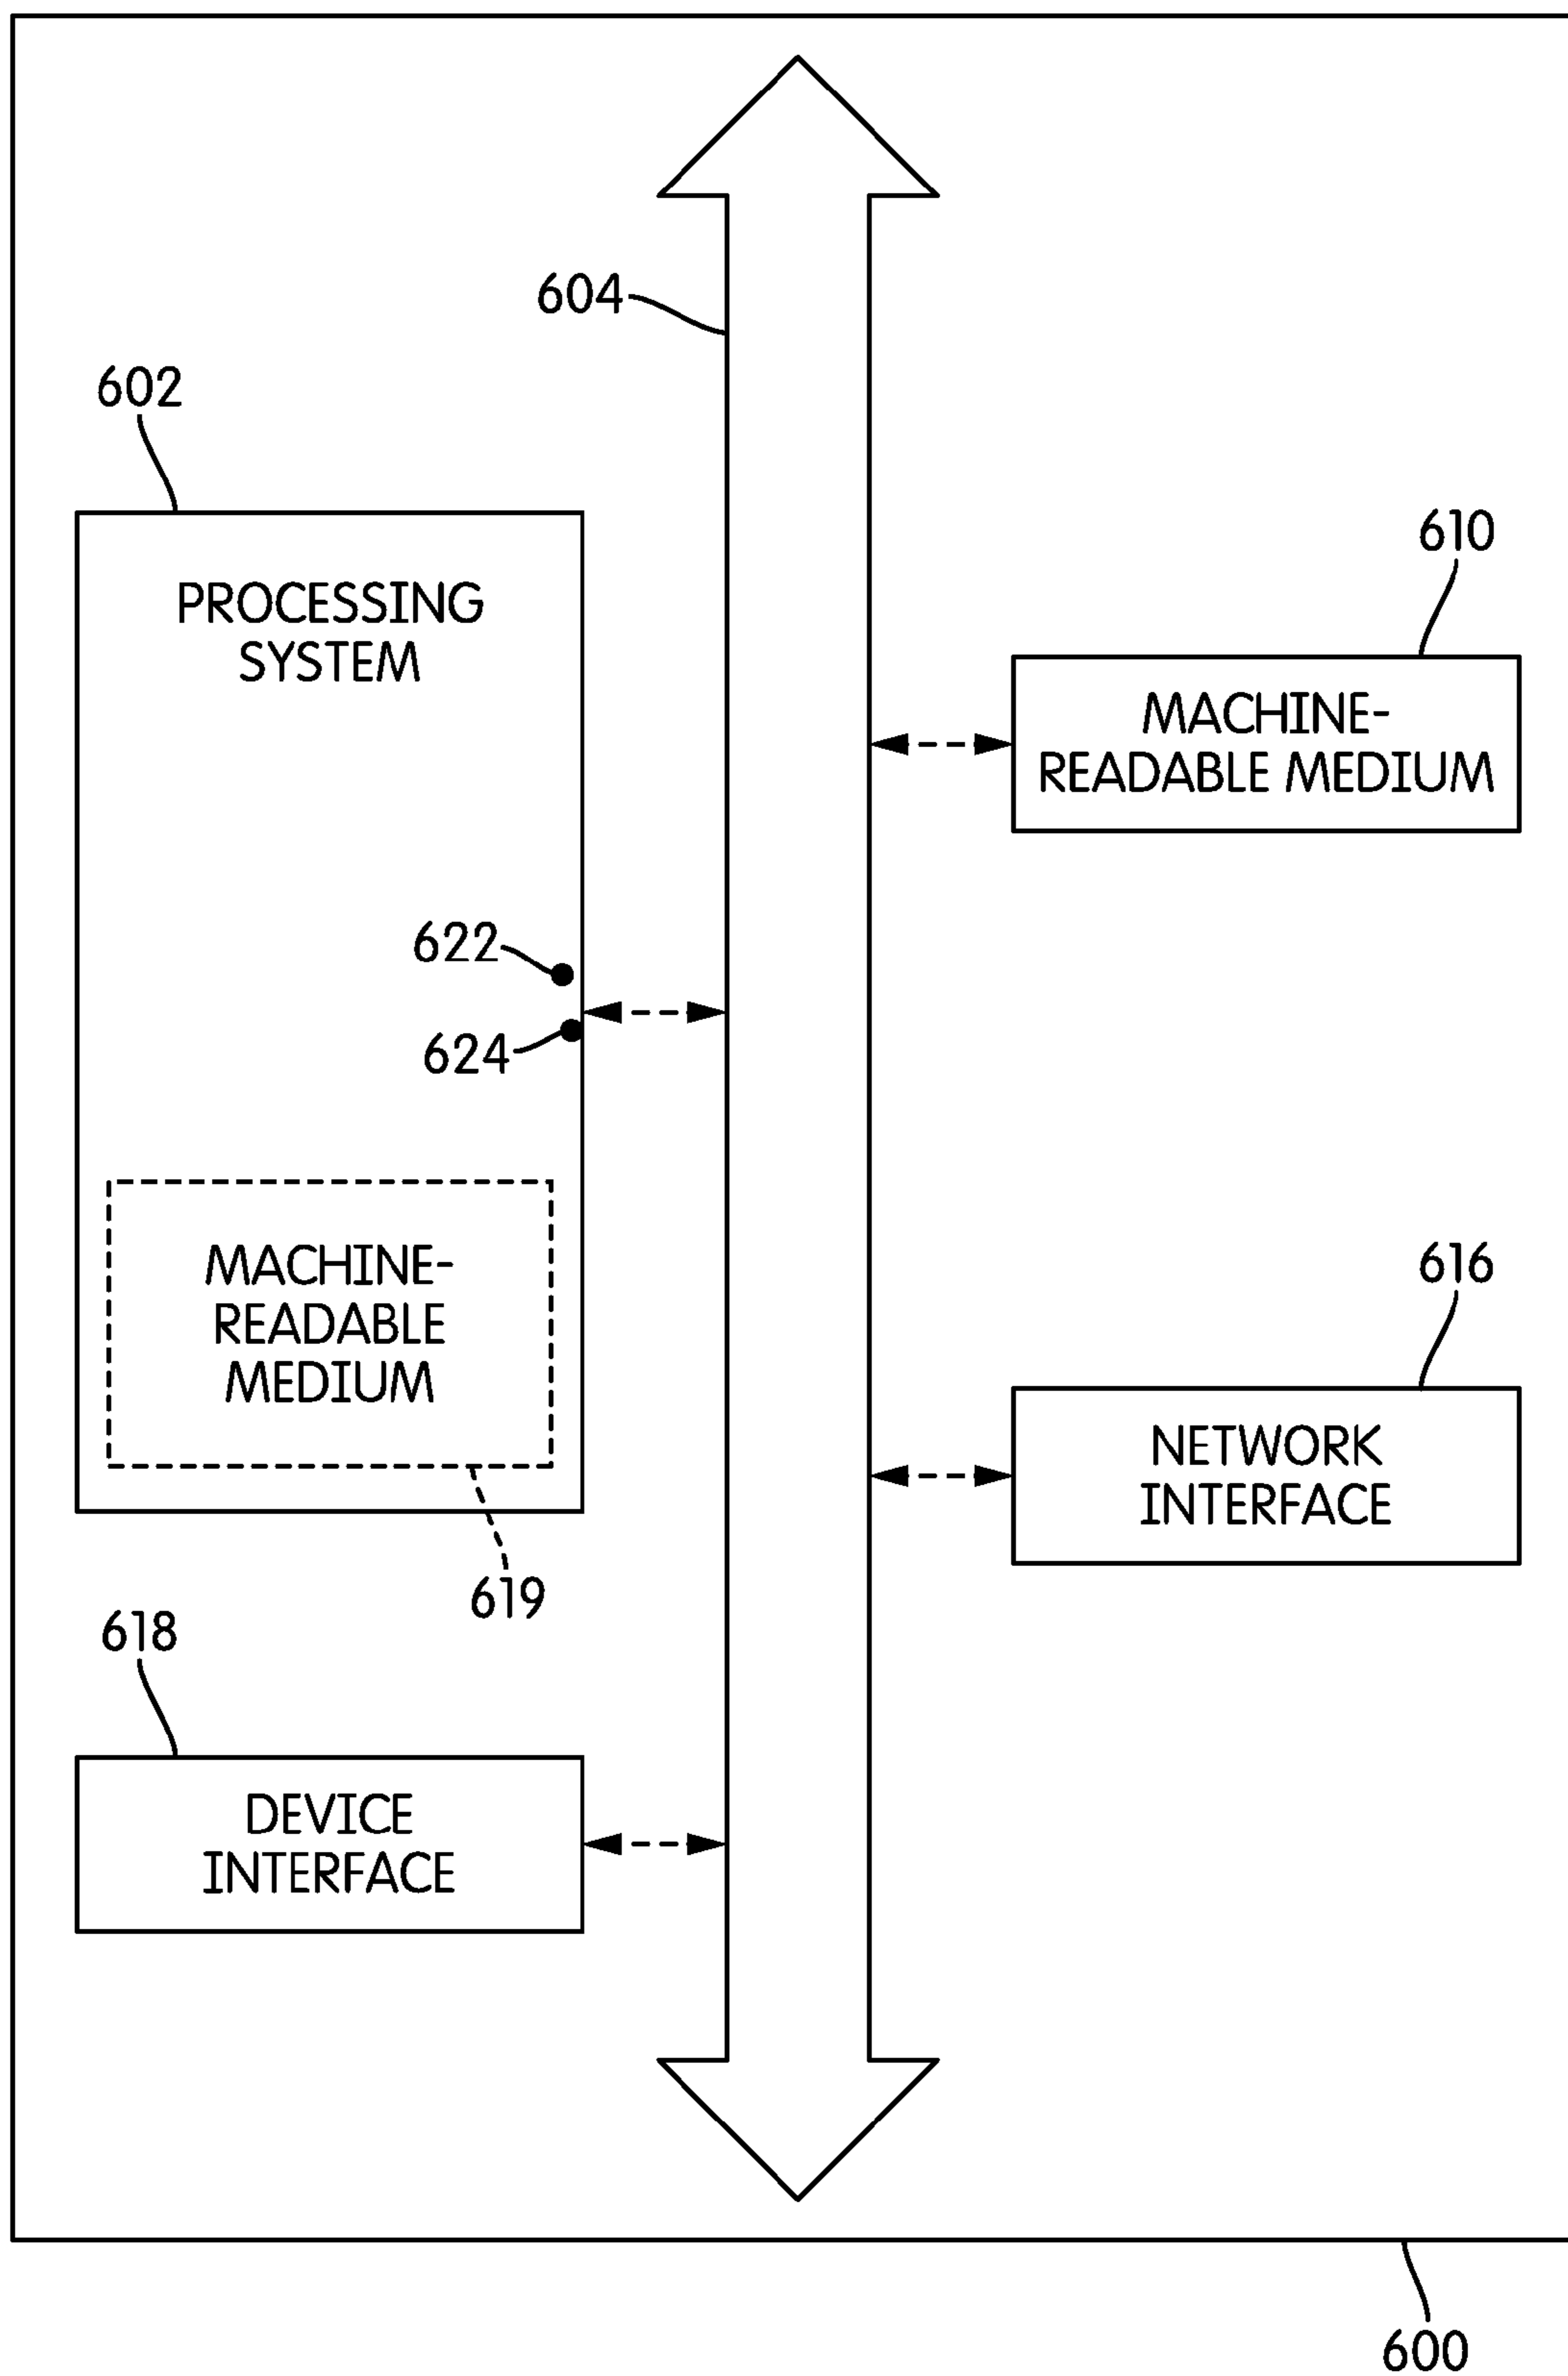 604
602
PROCESSING
SYSTEM
610
MACHINE-
READABLE MEDIUM
622
624
MACHINE-
READABLE
MEDIUM
616
NETWORK
INTERFACE
619
618
DEVICE
INTERFACE
600